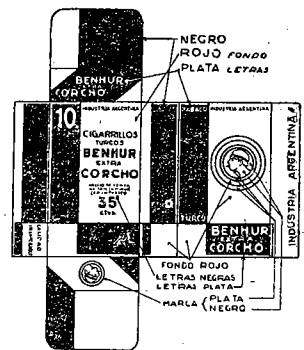 NEGRO
ROJO FONDO
PLATA LETRAS
BENHUR
CORCHO
10
INDUSTRIA ARGENTINA
CIGARRILLOS
TURCOS
BENHUR
EXTRA
CORCHO
35
CTVS.
TABACO
TURCO
INDUSTRIA ARGENTINA
BENHUR
EXTRA
CORCHO
INDUSTRIA ARGENTINA
FONDO ROJO
LETRAS NEGRAS
LETRAS PLATA
MARCA { PLATA
NEGRO